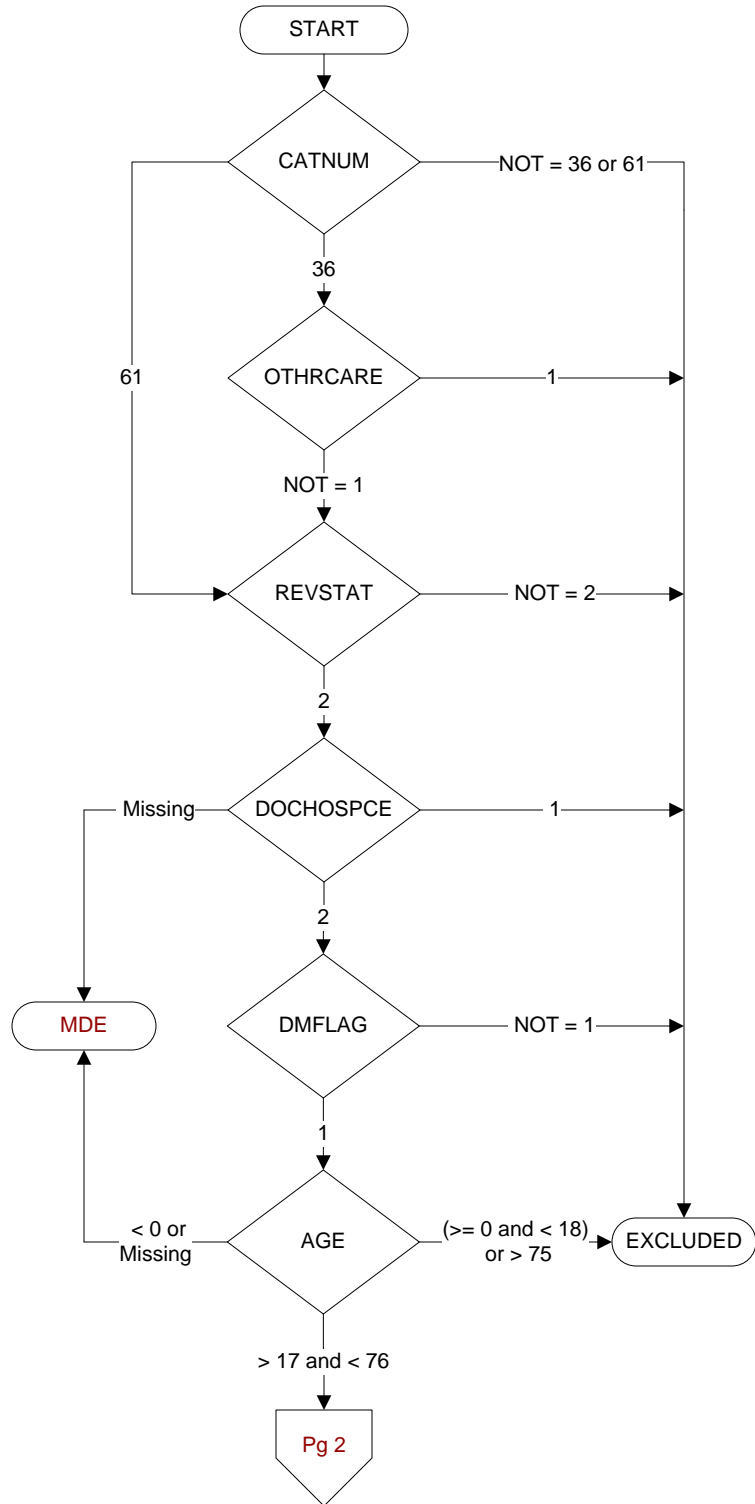 START
CATNUM
NOT = 36 or 61
36
61
OTHRCARE
1
NOT = 1
REVSTAT
NOT = 2
2
Missing
DOCHOSPCE
1
2
MDE
DMFLAG
NOT = 1
1
< 0 or
Missing
AGE
(>= 0 and < 18)
or > 75
EXCLUDED
> 17 and < 76
Pg 2